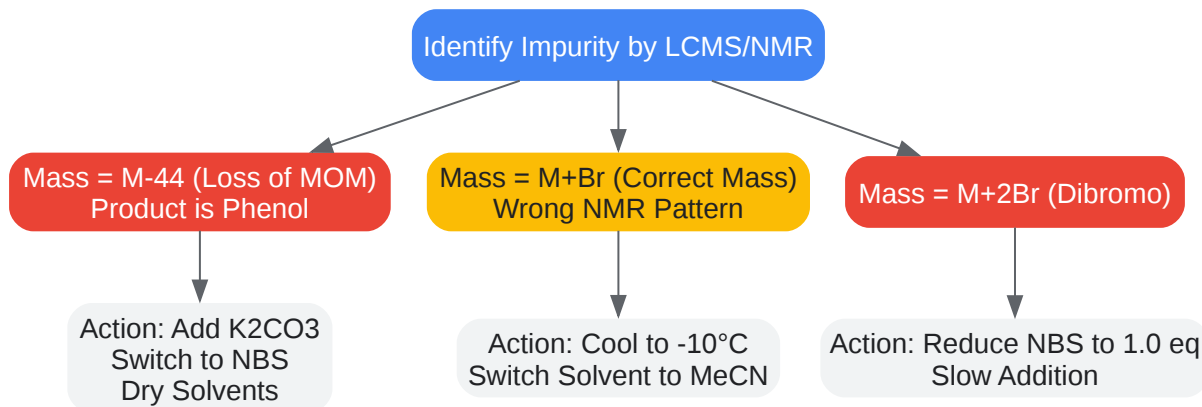 Identify Impurity by LCMS/NMR
Mass = M-44 (Loss of MOM)
Product is Phenol
Mass = M+Br (Correct Mass)
Wrong NMR Pattern
Mass = M+2Br (Dibromo)
Action: Add K2CO3
Switch to NBS
Dry Solvents
Action: Cool to -10°C
Switch Solvent to MeCN
Action: Reduce NBS to 1.0 eq
Slow Addition